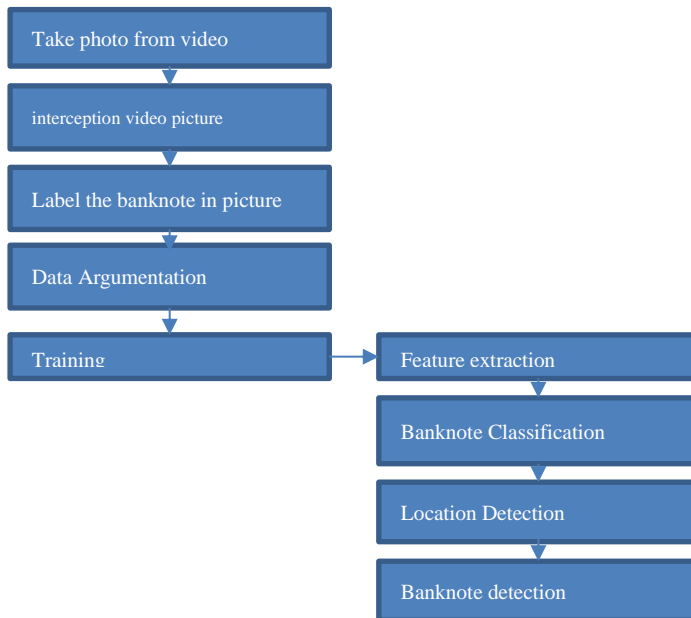 Take photo from video
interception video picture
Label the banknote in picture
Data Argumentation
Training
Feature extraction
Banknote Classification
Location Detection
Banknote detection